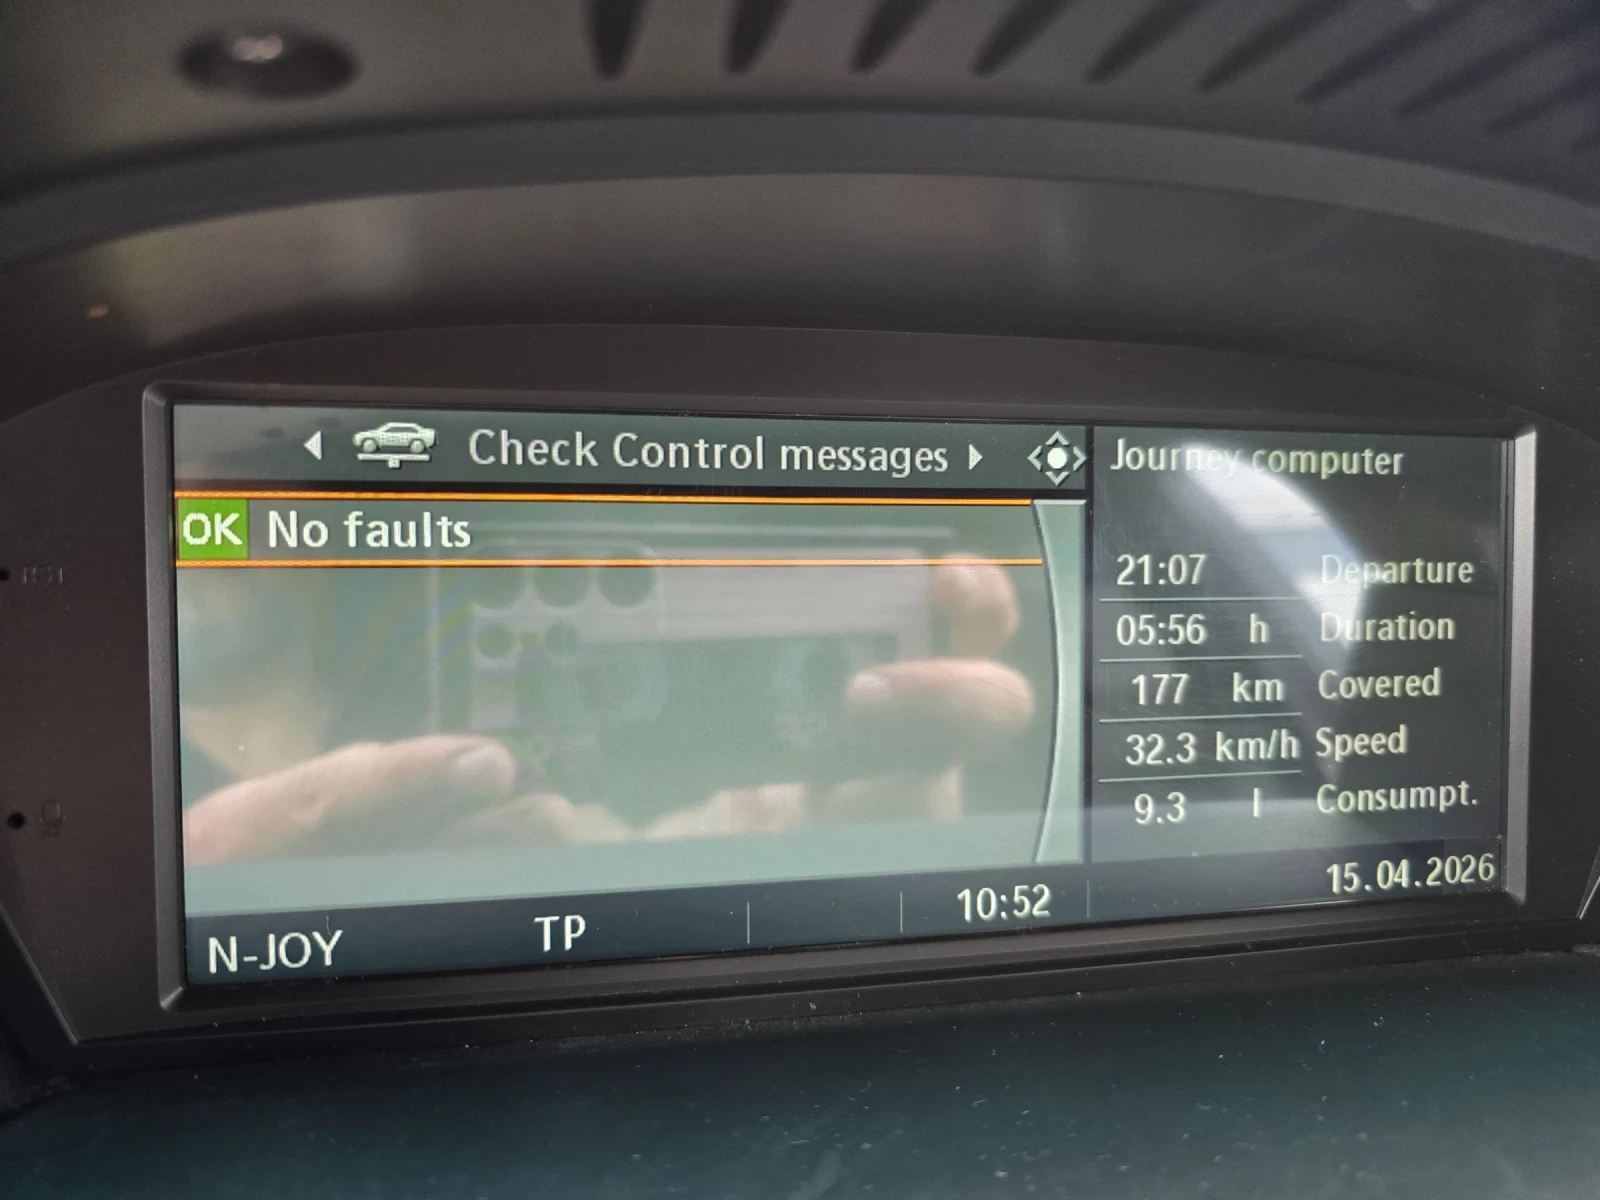 Check Control messages
OK No faults
Journey computer
21:07 Departure
05:56 h Duration
177 km Covered
32.3 km/h Speed
9.3 l Consumpt.
15.04.2026
N-JOY TP 10:52